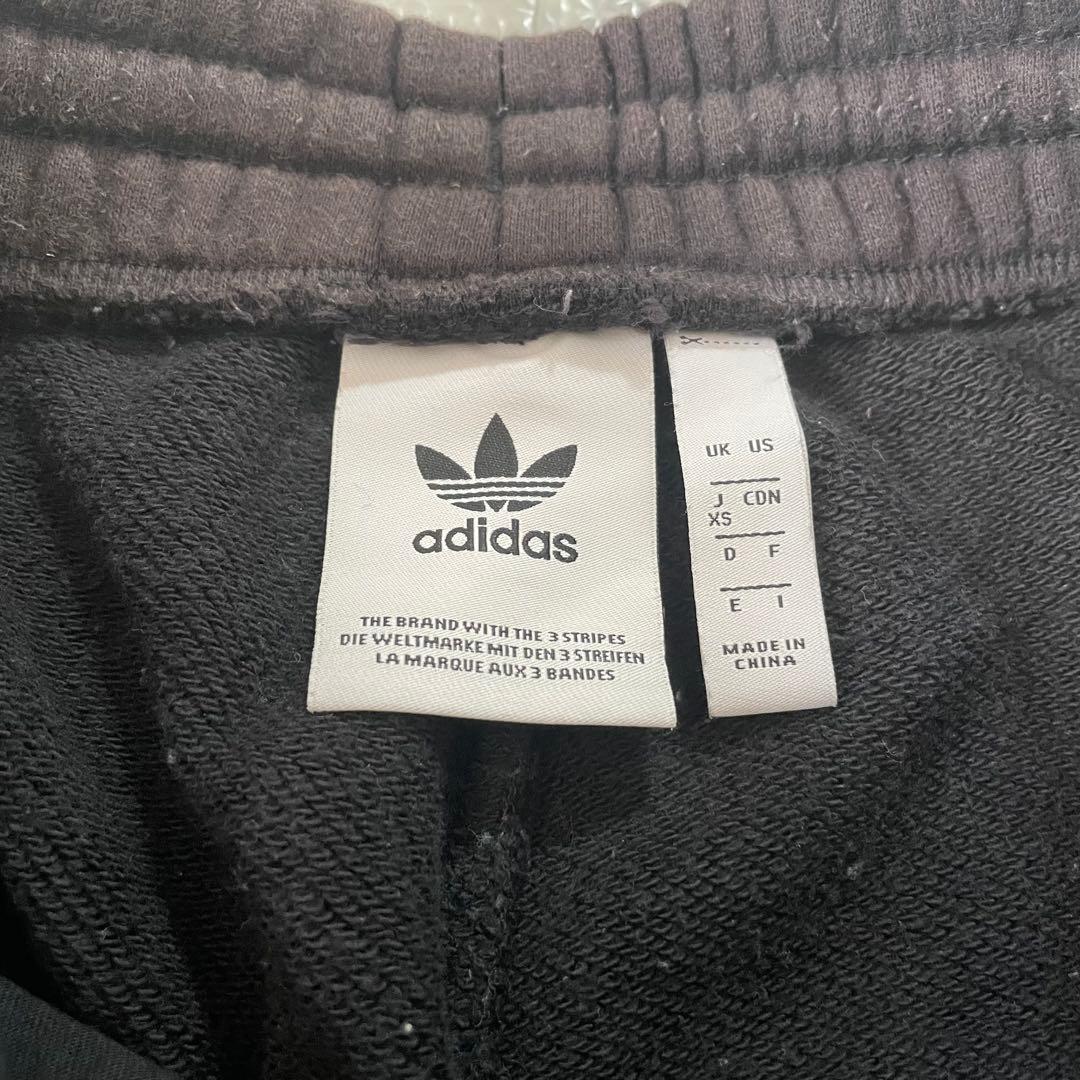 adidas
THE BRAND WITH THE 3 STRIPES
DIE WELTMARKE MIT DEN 3 STREIFEN
LA MARQUE AUX 3 BANDES
UK US
J CDN
XS
D F
E I
MADE IN
CHINA